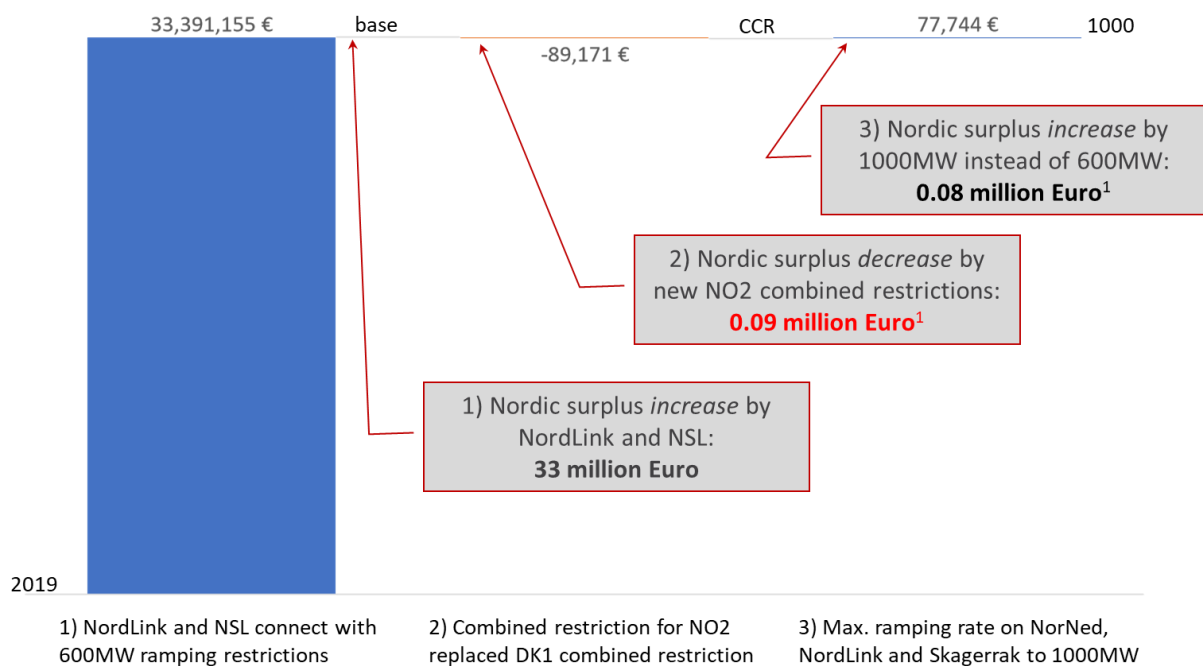 33,391,155 €
base
-89,171 €
CCR
77,744 €
1000
3) Nordic surplus increase by
1000MW instead of 600MW:
0.08 million Euro¹
2) Nordic surplus decrease by
new NO2 combined restrictions:
0.09 million Euro¹
1) Nordic surplus increase by
NordLink and NSL:
33 million Euro
2019
1) NordLink and NSL connect with
600MW ramping restrictions
2) Combined restriction for NO2
replaced DK1 combined restriction
3) Max. ramping rate on NorNed,
NordLink and Skagerrak to 1000MW